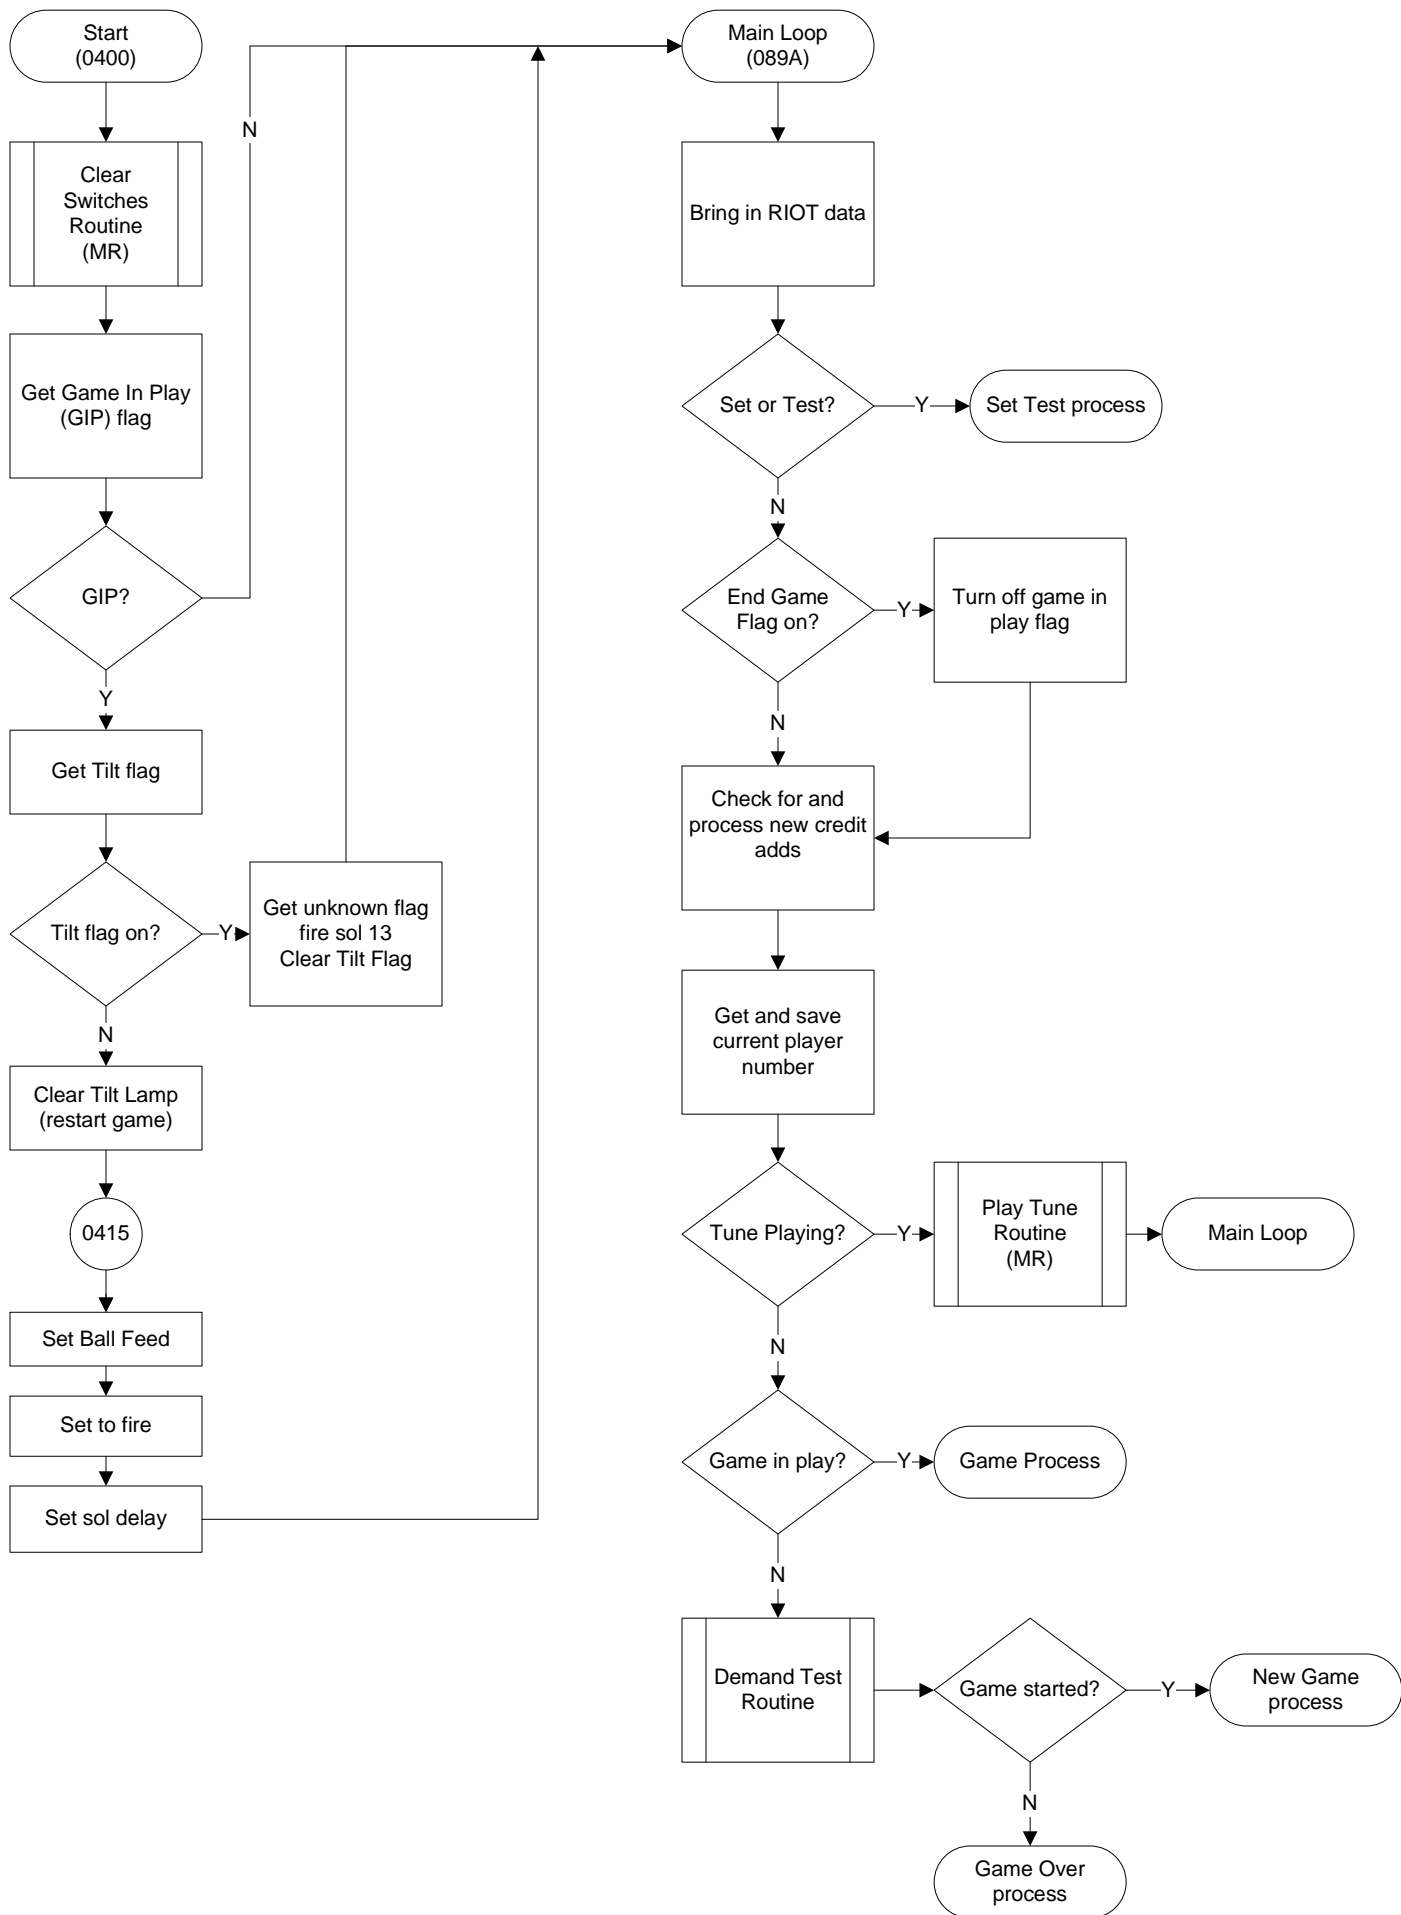 Start
(0400)
Clear
Switches
Routine
(MR)
Get Game In Play
(GIP) flag
GIP?
N
Y
Get Tilt flag
Tilt flag on?
Y
Get unknown flag
fire sol 13
Clear Tilt Flag
N
Clear Tilt Lamp
(restart game)
0415
Set Ball Feed
Set to fire
Set sol delay
Main Loop
(089A)
Bring in RIOT data
Set or Test?
Y
Set Test process
N
End Game
Flag on?
Y
Turn off game in
play flag
N
Check for and
process new credit
adds
Get and save
current player
number
Tune Playing?
Y
Play Tune
Routine
(MR)
Main Loop
N
Game in play?
Y
Game Process
N
Demand Test
Routine
Game started?
Y
New Game
process
N
Game Over
process